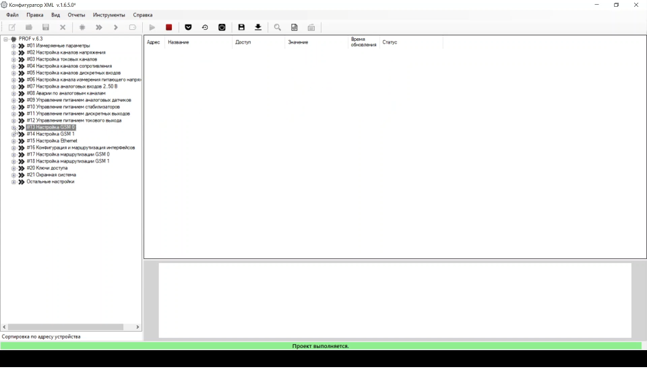 Конфигуратор XML v.1.6.5.0*
Файл Правка Вид Отчеты Инструменты Справка
PROF v.6.3
#01 Измеряемые параметры
#02 Настройка каналов напряжения
#03 Настройка токовых каналов
#04 Настройка каналов сопротивления
#05 Настройка каналов дискретных входов
#06 Настройка канала измерения питающего напря
#07 Настройка аналоговых входов 2..50 В
#08 Аварии по аналоговым каналам
#09 Управление питанием аналоговых датчиков
#10 Управление питанием стабилизаторов
#11 Управление питанием дискретных выходов
#12 Управление питанием токового выхода
#13 Настройка GSM 0
#14 Настройка GSM 1
#15 Настройка Ethernet
#16 Конфигурация и маршрутизация интерфейсов
#17 Настройка маршрутизации GSM 0
#18 Настройка маршрутизации GSM 1
#20 Ключи доступа
#21 Охранная система
Остальные настройки
Сортировка по адресу устройства
Адрес Название Доступ Значение Время обновления Статус
Проект выполняется.